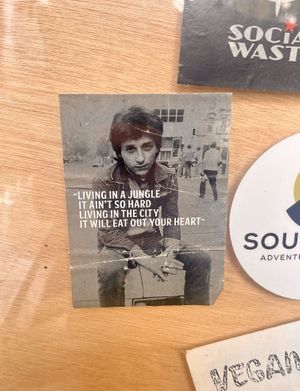 SOCIA
WAST
"LIVING IN A JUNGLE
IT AIN'T SO HARD
LIVING IN THE CITY
IT WILL EAT OUT YOUR HEART"
SOU
ADVENTE
VEGAN